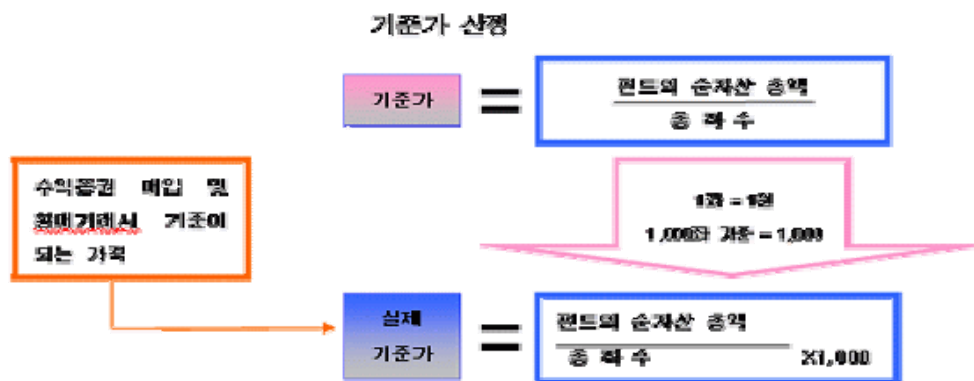 기준가 산정
기준가
=
펀드의 순자산 총액
총 좌 수
수익증권 매입 및
환매거래시 기준이
되는 가격
1좌 = 1원
1,000좌 기준 = 1,000
실제
기준가
=
펀드의 순자산 총액
총 좌 수 X1,000